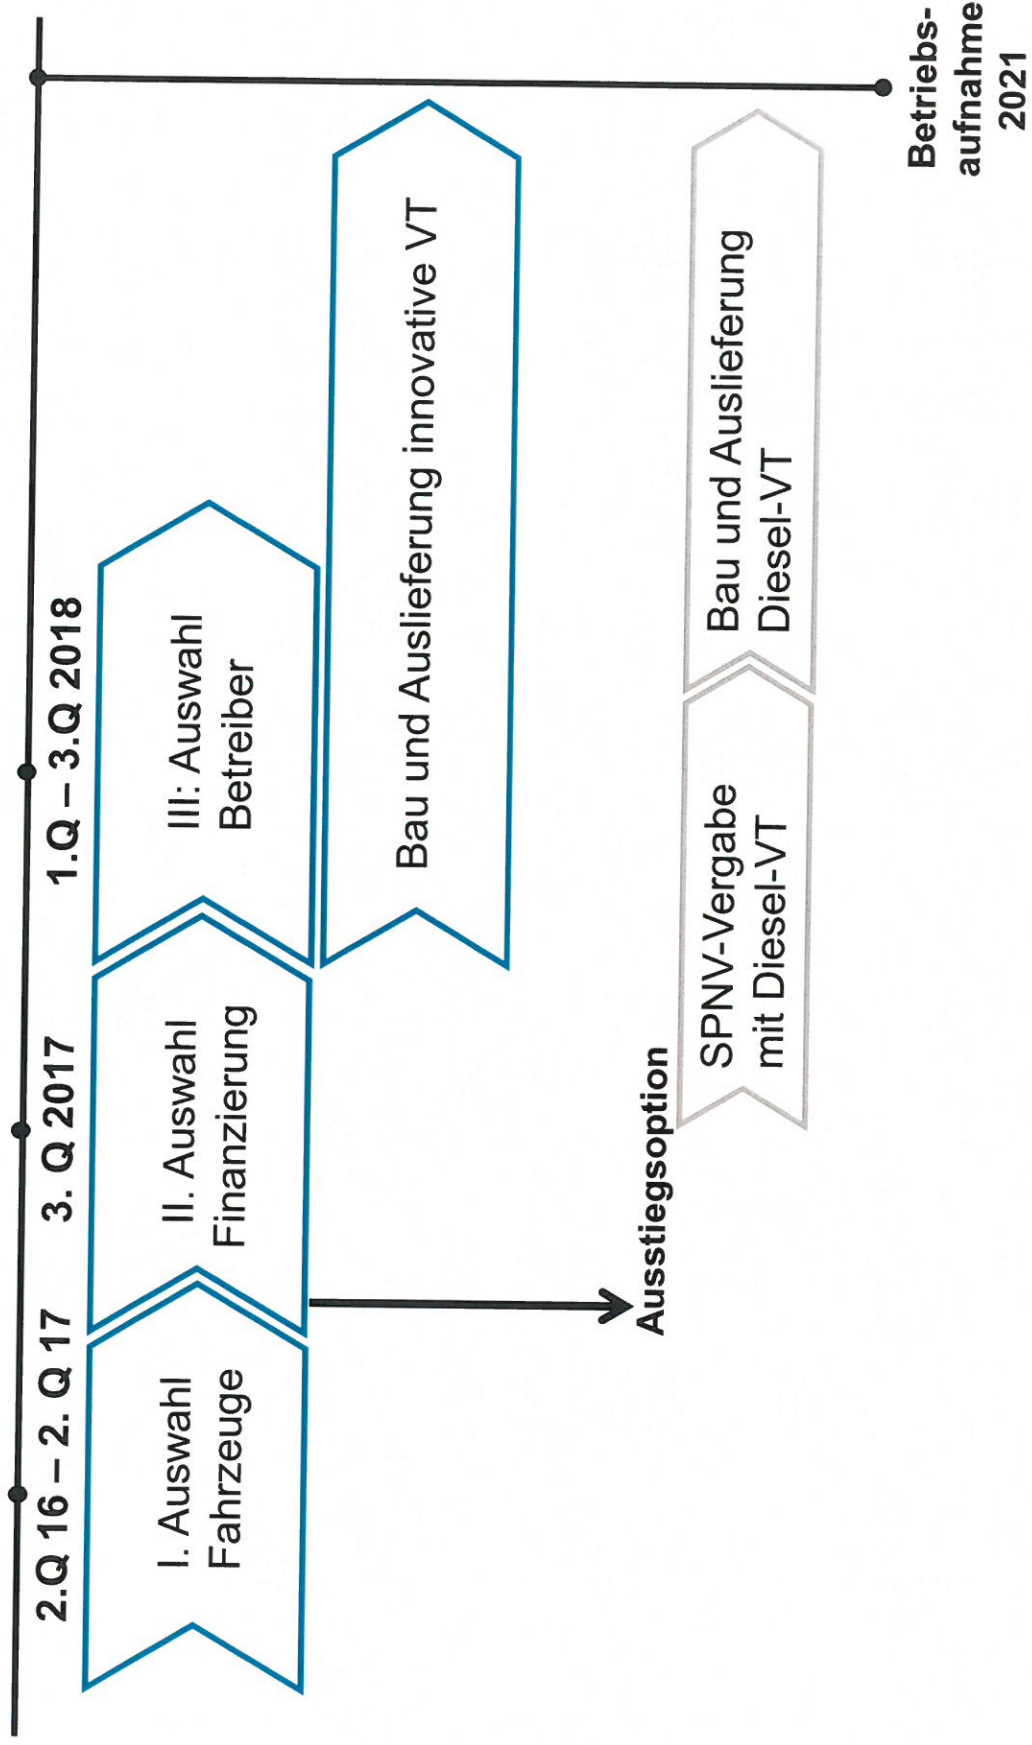 2.Q 16 – 2. Q 17
3. Q 2017
1.Q – 3.Q 2018
I. Auswahl
Fahrzeuge
II. Auswahl
Finanzierung
III: Auswahl
Betreiber
Bau und Auslieferung innovative VT
Ausstiegsoption
SPNV-Vergabe
mit Diesel-VT
Bau und Auslieferung
Diesel-VT
Betriebs-
aufnahme
2021